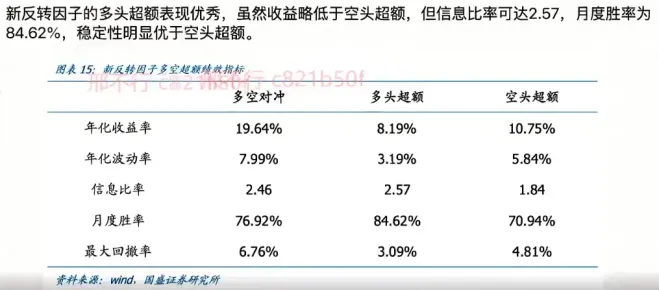 新反转因子的多头超额表现优秀，虽然收益略低于空头超额，但信息比率可达2.57，月度胜率为
84.62%，稳定性明显优于空头超额。
图表 15：新反转因子多空超额绩效指标
多空对冲 多头超额 空头超额
年化收益率 19.64% 8.19% 10.75%
年化波动率 7.99% 3.19% 5.84%
信息比率 2.46 2.57 1.84
月度胜率 76.92% 84.62% 70.94%
最大回撤率 6.76% 3.09% 4.81%
资料来源：wind，国盛证券研究所